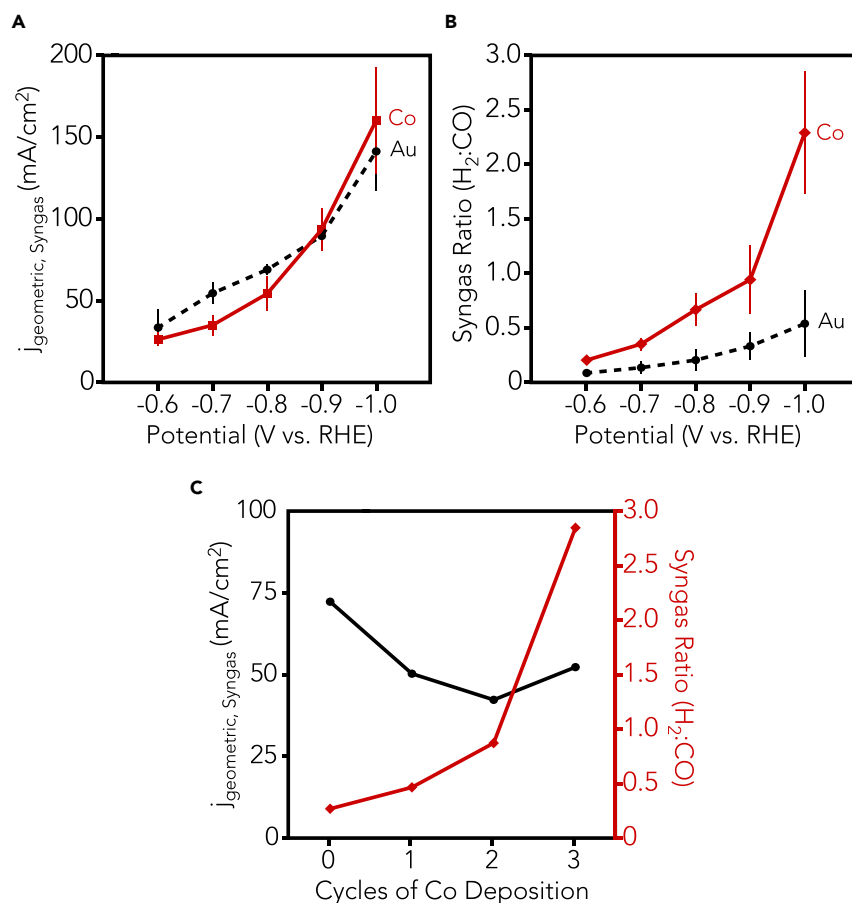 A
j geometric, Syngas (mA/cm²)
200
150
100
50
0
Co
Au
-0.6 -0.7 -0.8 -0.9 -1.0
Potential (V vs. RHE)
B
Syngas Ratio (H₂:CO)
3.0
2.5
2.0
1.5
1.0
0.5
0
Co
Au
-0.6 -0.7 -0.8 -0.9 -1.0
Potential (V vs. RHE)
C
j geometric, Syngas (mA/cm²)
100
75
50
25
0
3.0
2.5
2.0
1.5
1.0
0.5
0
Syngas Ratio (H₂:CO)
0 1 2 3
Cycles of Co Deposition